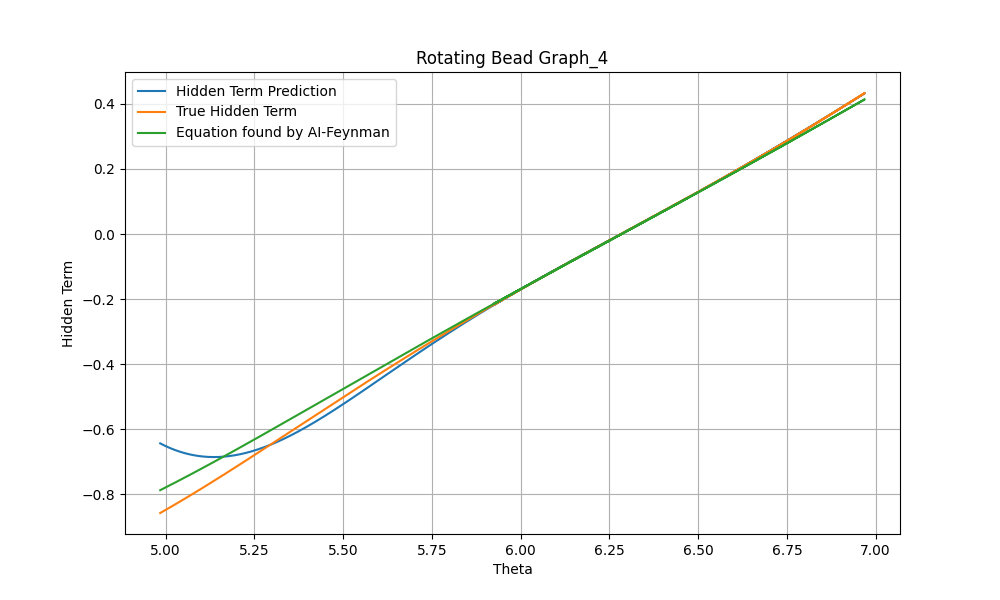 Rotating Bead Graph_4
Hidden Term Prediction
True Hidden Term
Equation found by AI-Feynman
Hidden Term
0.4
0.2
0.0
−0.2
−0.4
−0.6
−0.8
5.00 5.25 5.50 5.75 6.00 6.25 6.50 6.75 7.00
Theta